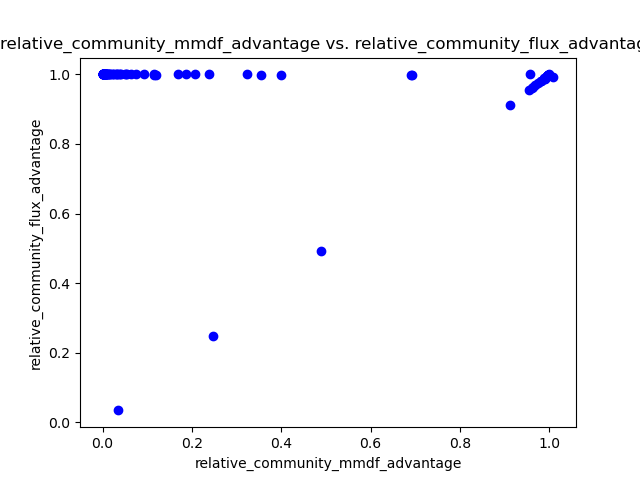 relative_community_mmdf_advantage vs. relative_community_flux_advantag
1.0
0.8
0.6
0.4
0.2
0.0
relative_community_flux_advantage
0.0 0.2 0.4 0.6 0.8 1.0
relative_community_mmdf_advantage